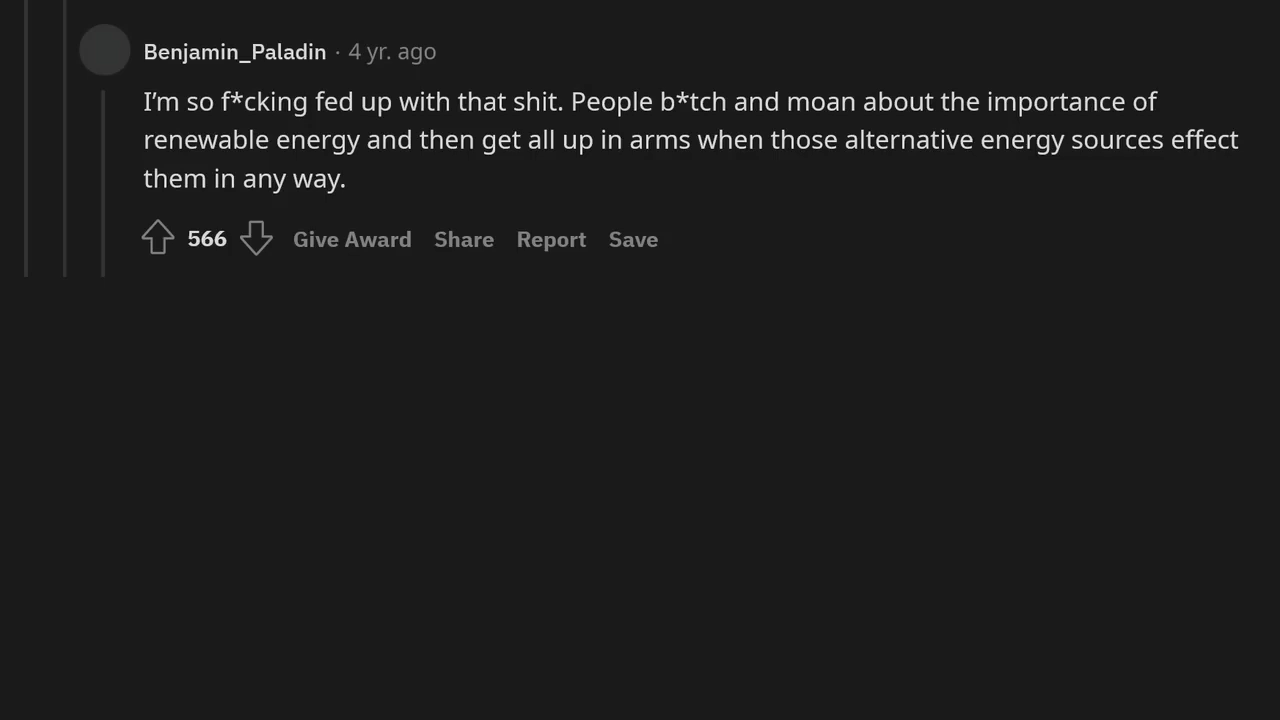 Benjamin_Paladin · 4 yr. ago
I’m so f*cking fed up with that shit. People b*tch and moan about the importance of
renewable energy and then get all up in arms when those alternative energy sources effect
them in any way.
566 Give Award Share Report Save